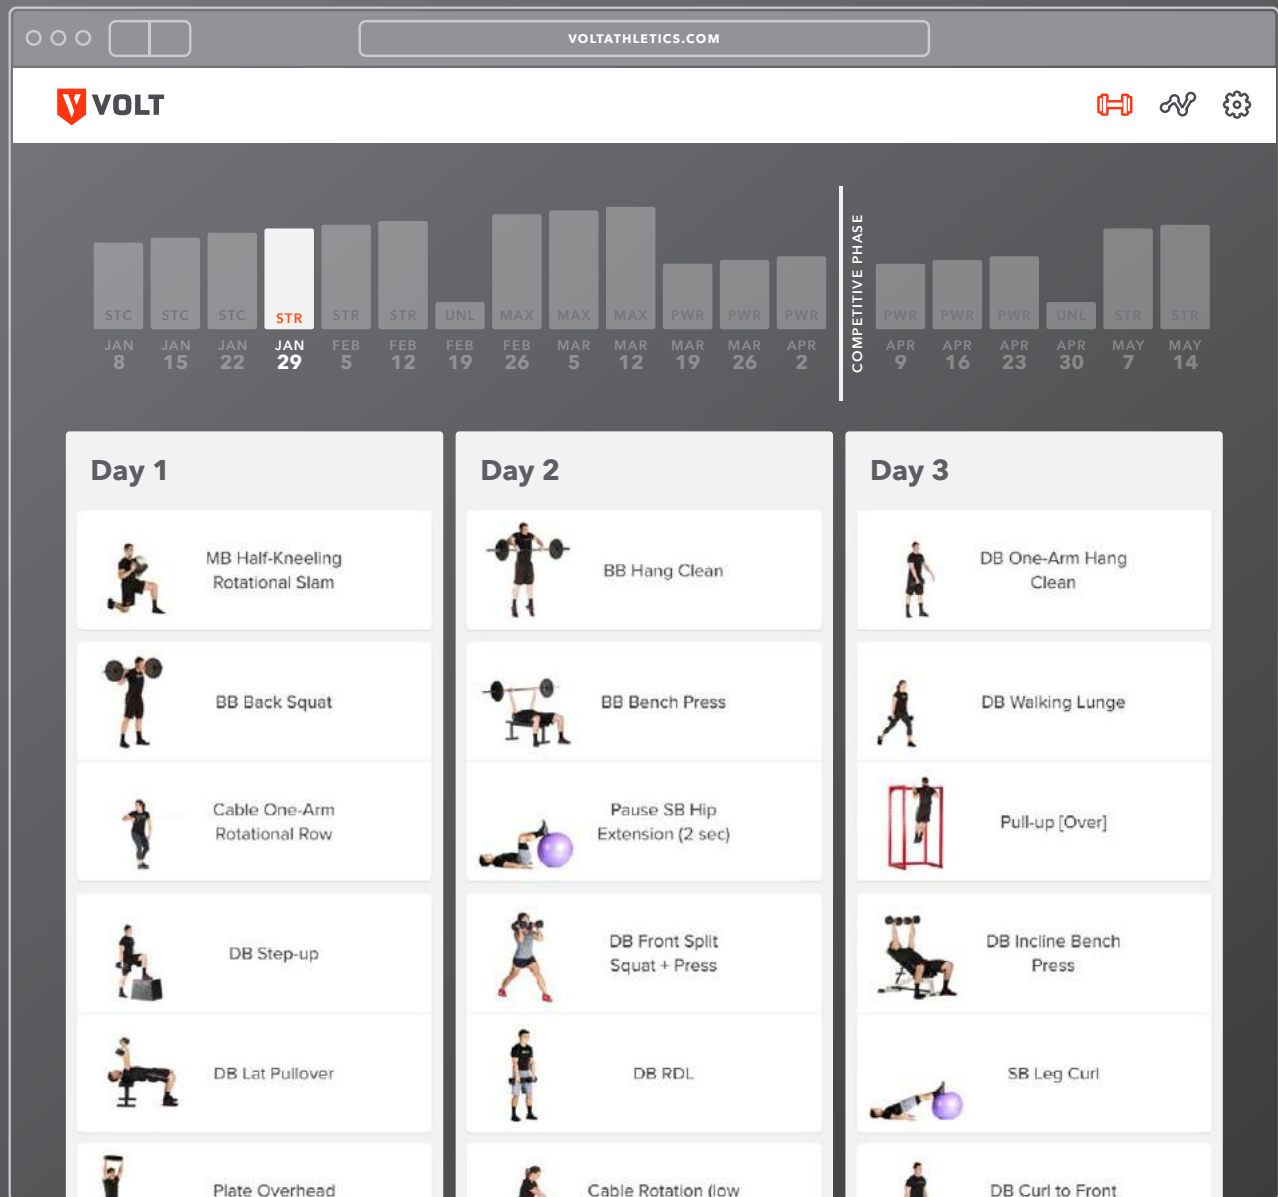 VOLTATHLETICS.COM
VOLT
STC STC STC STR STR STR UNL MAX MAX MAX PWR PWR PWR
JAN JAN JAN JAN FEB FEB FEB FEB MAR MAR MAR MAR APR
8 15 22 29 5 12 19 26 5 12 19 26 2
COMPETITIVE PHASE
PWR PWR PWR UNL STR STR
APR APR APR APR MAY MAY
9 16 23 30 7 14
Day 1
MB Half-Kneeling
Rotational Slam
BB Back Squat
Cable One-Arm
Rotational Row
DB Step-up
DB Lat Pullover
Plate Overhead
Day 2
BB Hang Clean
BB Bench Press
Pause SB Hip
Extension (2 sec)
DB Front Split
Squat + Press
DB RDL
Cable Rotation (low
Day 3
DB One-Arm Hang
Clean
DB Walking Lunge
Pull-up [Over]
DB Incline Bench
Press
SB Leg Curl
DB Curl to Front